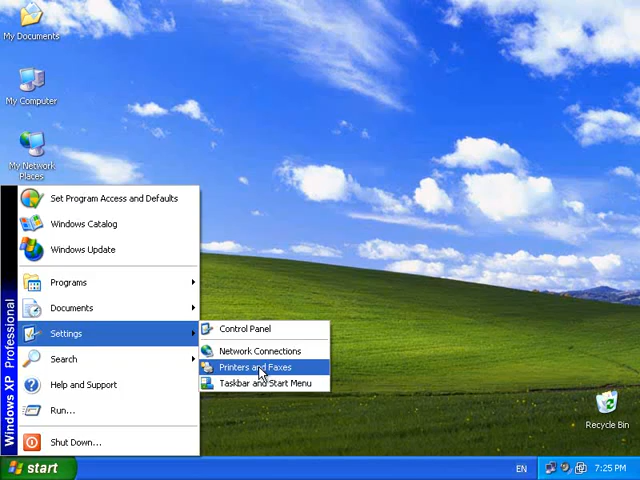 My Documents
My Computer
My Network
Places
Set Program Access and Defaults
Windows Catalog
Windows Update
Programs
Documents
Settings
Search
Help and Support
Run...
Shut Down...
Windows XP Professional
Control Panel
Network Connections
Printers and Faxes
Taskbar and Start Menu
Recycle Bin
start
EN
7:25 PM